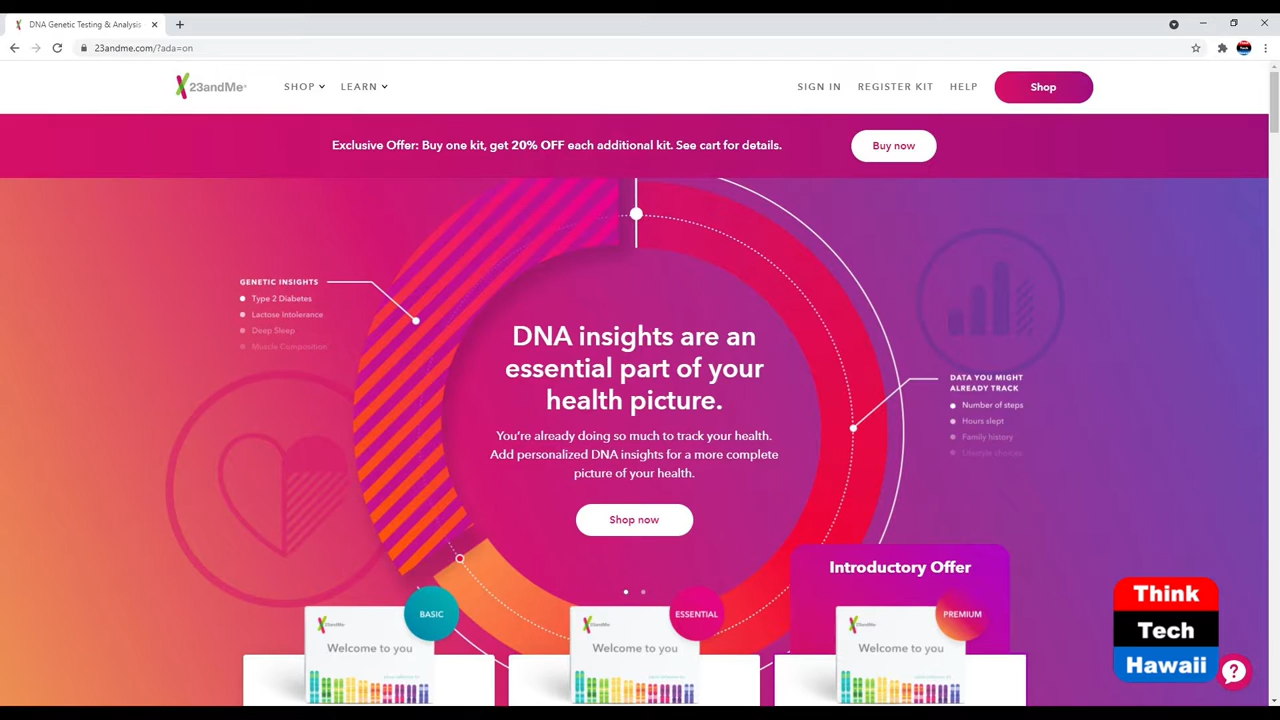 DNA Genetic Testing & Analysis
23andme.com/?ada=on
23andMe
SHOP
LEARN
SIGN IN
REGISTER KIT
HELP
Shop
Exclusive Offer: Buy one kit, get 20% OFF each additional kit. See cart for details.
Buy now
GENETIC INSIGHTS
Type 2 Diabetes
Lactose Intolerance
Deep Sleep
Muscle Composition
DNA insights are an
essential part of your
health picture.
You're already doing so much to track your health.
Add personalized DNA insights for a more complete
picture of your health.
Shop now
DATA YOU MIGHT
ALREADY TRACK
Number of steps
Hours slept
Family history
Lifestyle choices
Introductory Offer
BASIC
23andMe
Welcome to you
ESSENTIAL
23andMe
Welcome to you
PREMIUM
23andMe
Welcome to you
Think
Tech
Hawaii
?